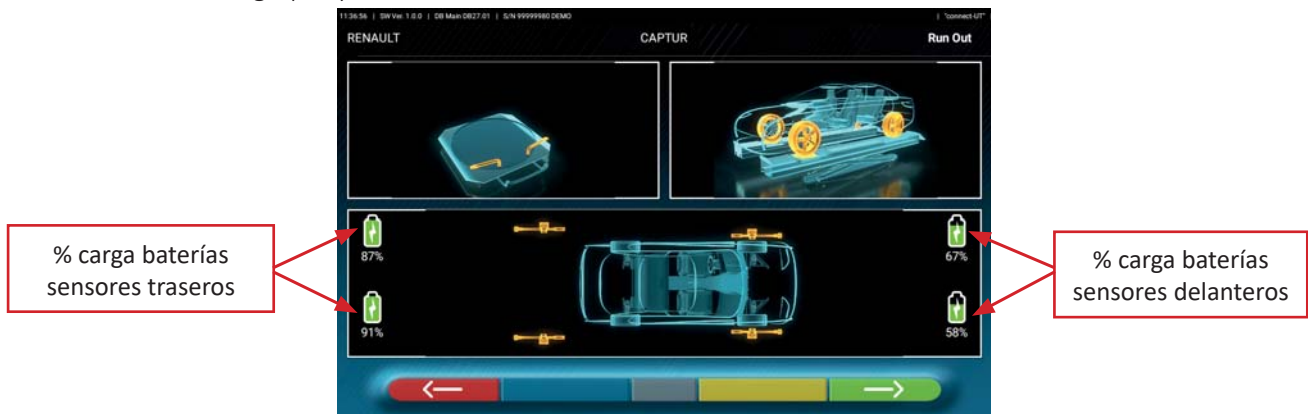 11:36:56 | SW Ver. 1.0.0 | DB Main DB27.01 | S/N 99999980 DEMO | "connect-UT"
RENAULT CAPTUR Run Out
87% 67%
% carga baterías
sensores traseros
% carga baterías
sensores delanteros
91% 58%